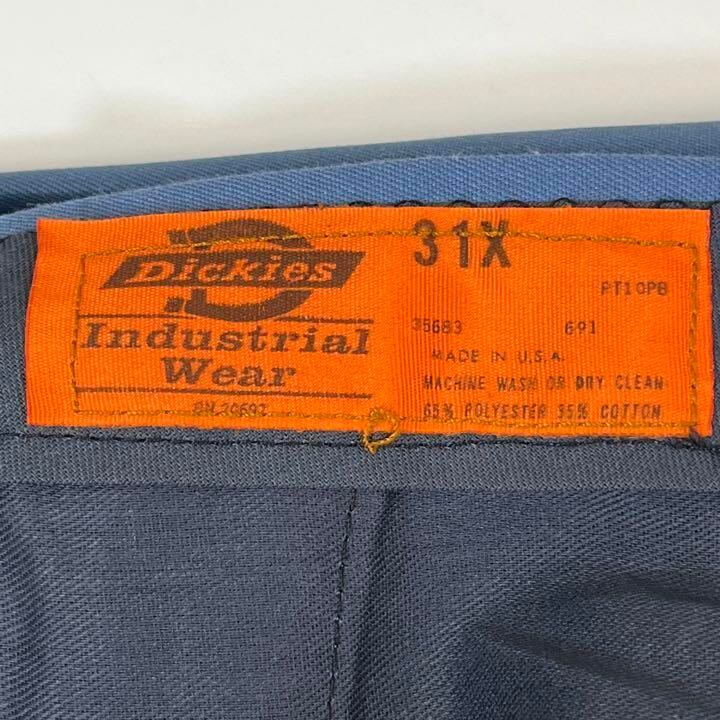 Dickies
Industrial
Wear
RN 20697
31X
PT10PB
35683 691
MADE IN U.S.A.
MACHINE WASH OR DRY CLEAN
65% POLYESTER 35% COTTON